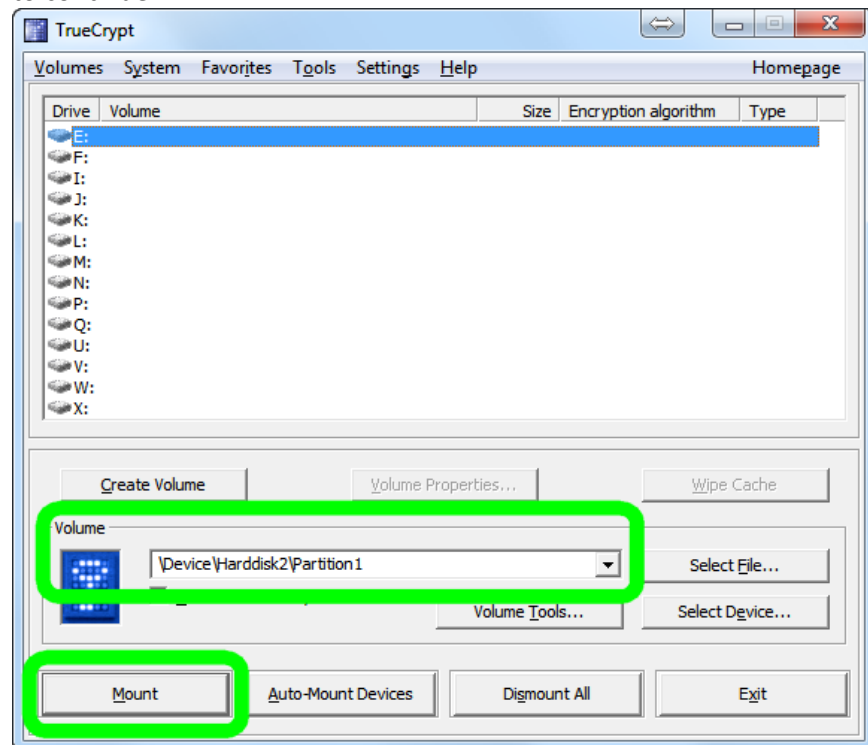 TrueCrypt
Volumes System Favorites Tools Settings Help Homepage
Drive Volume Size Encryption algorithm Type
E:
F:
I:
J:
K:
L:
M:
N:
P:
Q:
U:
V:
W:
X:
Create Volume Volume Properties... Wipe Cache
Volume
\Device\Harddisk2\Partition1 Select File...
Volume Tools... Select Device...
Mount Auto-Mount Devices Dismount All Exit